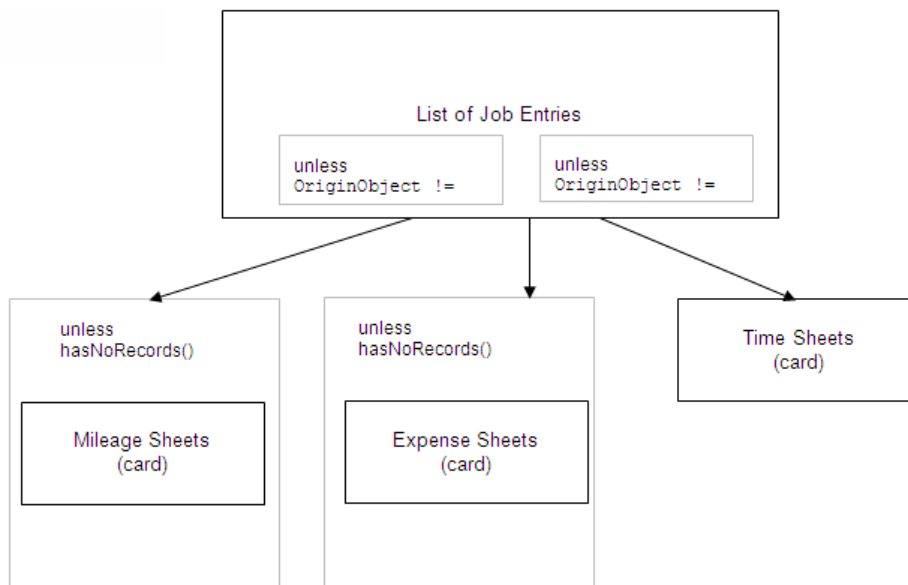 List of Job Entries
unless
OriginObject !=
unless
OriginObject !=
unless
hasNoRecords()
Mileage Sheets
(card)
unless
hasNoRecords()
Expense Sheets
(card)
Time Sheets
(card)